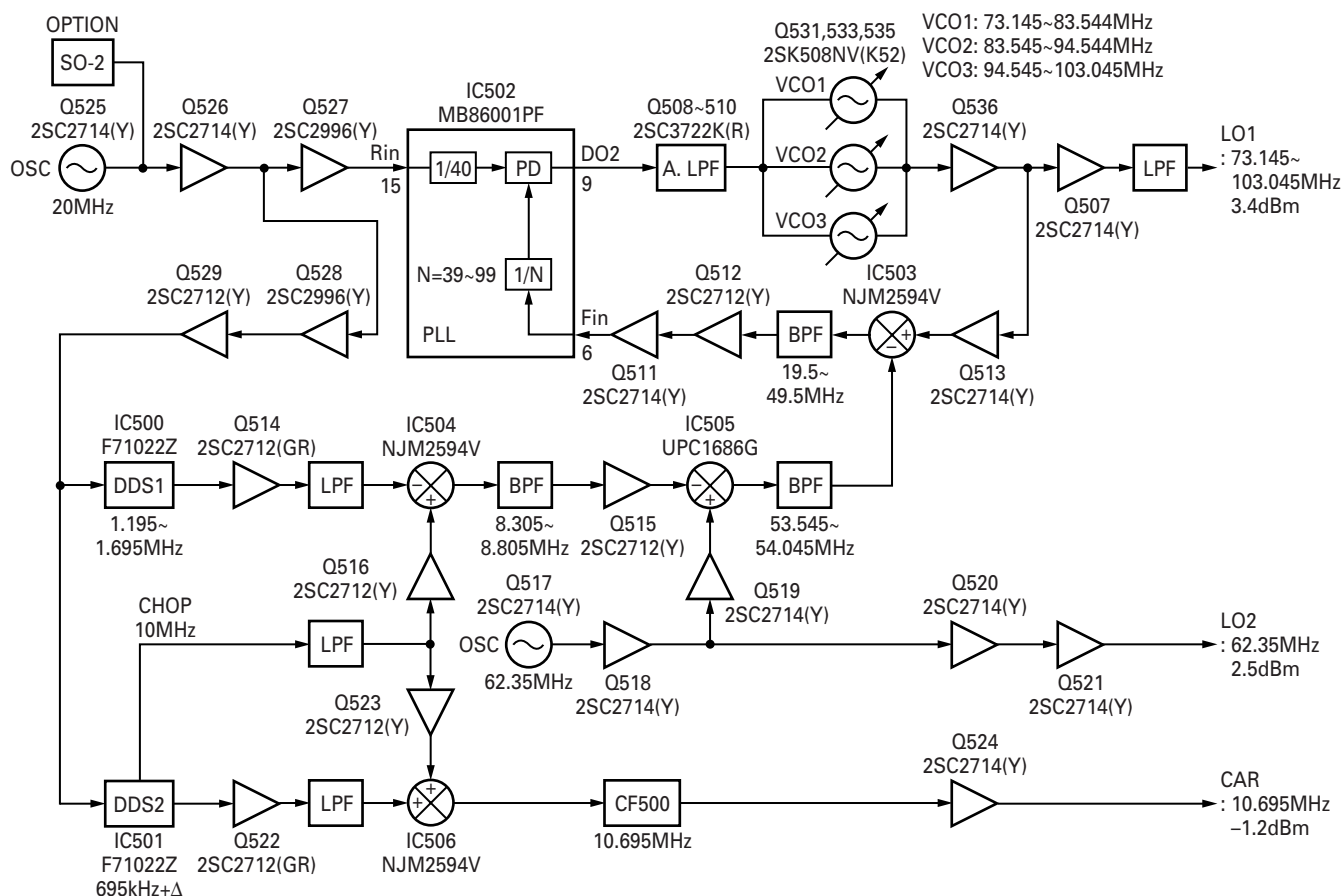 OPTION
SO-2
Q525
2SC2714(Y)
OSC
20MHz
Q526
2SC2714(Y)
Q527
2SC2996(Y)
Rin
15
IC502
MB86001PF
1/40
PD
N=39~99
1/N
PLL
DO2
9
Fin
6
Q508~510
2SC3722K(R)
A. LPF
Q531,533,535
2SK508NV(K52)
VCO1
VCO2
VCO3
VCO1: 73.145~83.544MHz
VCO2: 83.545~94.544MHz
VCO3: 94.545~103.045MHz
Q536
2SC2714(Y)
Q507
2SC2714(Y)
LPF
LO1
: 73.145~
103.045MHz
3.4dBm
Q529
2SC2712(Y)
Q528
2SC2996(Y)
Q511
2SC2714(Y)
Q512
2SC2712(Y)
BPF
19.5~
49.5MHz
IC503
NJM2594V
+
−
Q513
2SC2714(Y)
IC500
F71022Z
DDS1
1.195~
1.695MHz
Q514
2SC2712(GR)
LPF
IC504
NJM2594V
−
+
BPF
8.305~
8.805MHz
Q515
2SC2712(Y)
IC505
UPC1686G
−
+
BPF
53.545~
54.045MHz
Q516
2SC2712(Y)
CHOP
10MHz
LPF
Q517
2SC2714(Y)
OSC
62.35MHz
Q518
2SC2714(Y)
Q519
2SC2714(Y)
Q520
2SC2714(Y)
Q521
2SC2714(Y)
LO2
: 62.35MHz
2.5dBm
Q523
2SC2712(Y)
DDS2
IC501
F71022Z
695kHz+Δ
Q522
2SC2712(GR)
LPF
+
+
IC506
NJM2594V
CF500
10.695MHz
Q524
2SC2714(Y)
CAR
: 10.695MHz
–1.2dBm